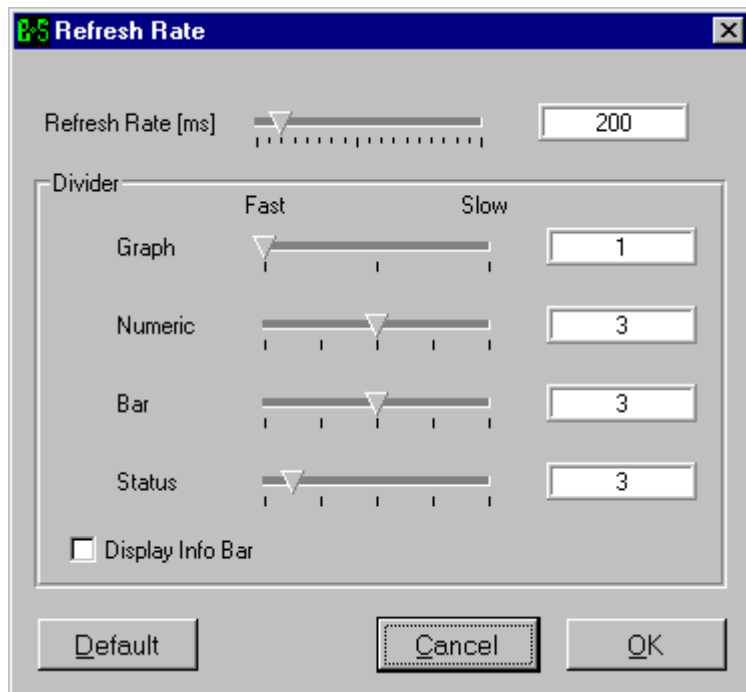 B·S Refresh Rate
Refresh Rate [ms] 200
Divider
Fast Slow
Graph 1
Numeric 3
Bar 3
Status 3
Display Info Bar
Default Cancel OK